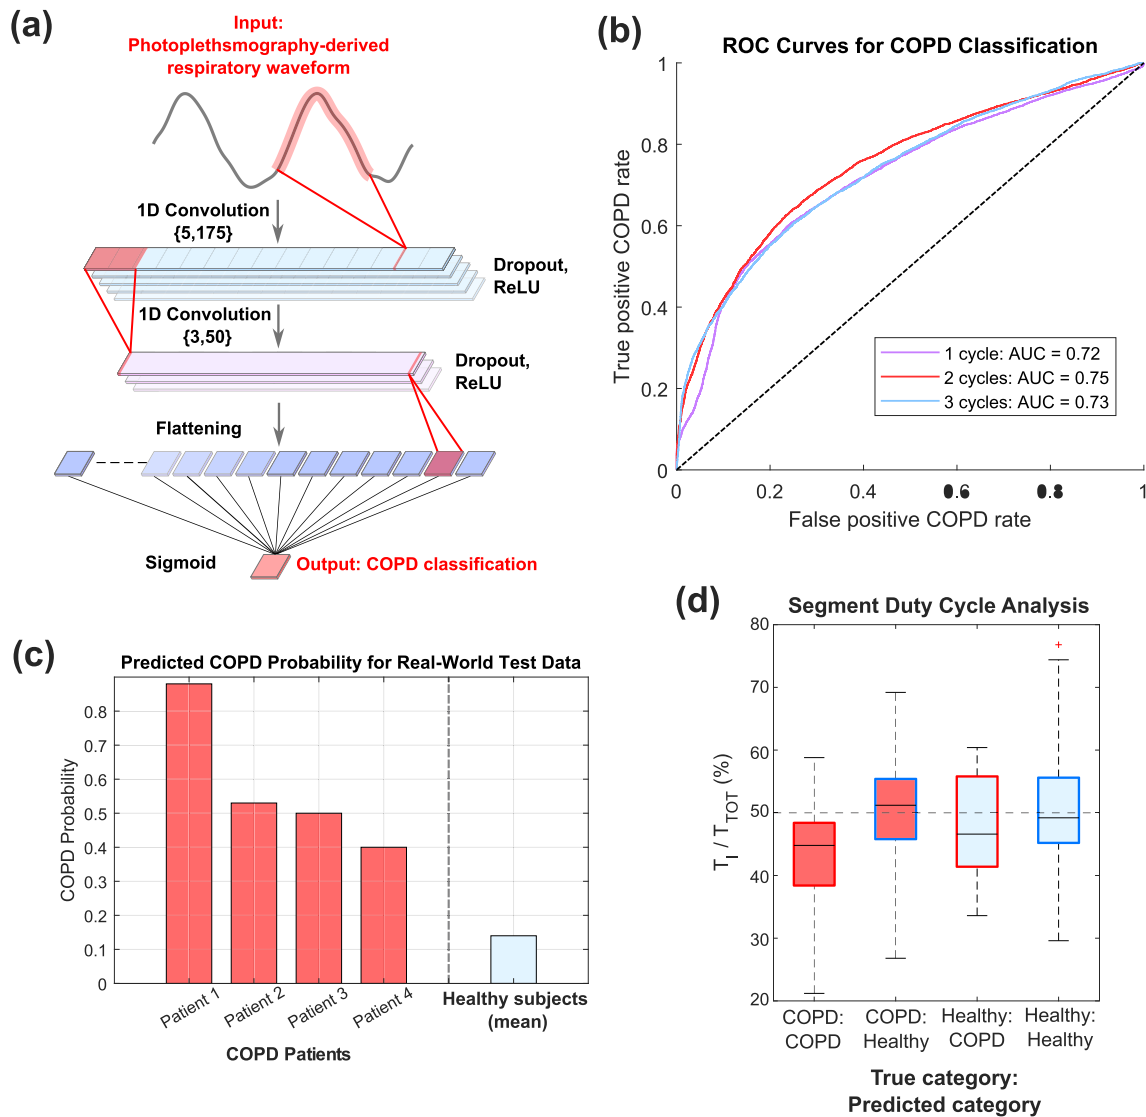 (a)
Input:
Photoplethsmography-derived
respiratory waveform
1D Convolution
{5,175}
Dropout,
ReLU
1D Convolution
{3,50}
Dropout,
ReLU
Flattening
Sigmoid
Output: COPD classification
(b)
ROC Curves for COPD Classification
True positive COPD rate
1
0.8
0.6
0.4
0.2
0
0
0.2
0.4
0.6
0.8
1
False positive COPD rate
1 cycle: AUC = 0.72
2 cycles: AUC = 0.75
3 cycles: AUC = 0.73
(c)
Predicted COPD Probability for Real-World Test Data
COPD Probability
0.8
0.7
0.6
0.5
0.4
0.3
0.2
0.1
0
Patient 1
Patient 2
Patient 3
Patient 4
Healthy subjects
(mean)
COPD Patients
(d)
Segment Duty Cycle Analysis
T_I / T_TOT (%)
80
70
60
50
40
30
20
COPD:
COPD
COPD:
Healthy
Healthy:
COPD
Healthy:
Healthy
True category:
Predicted category